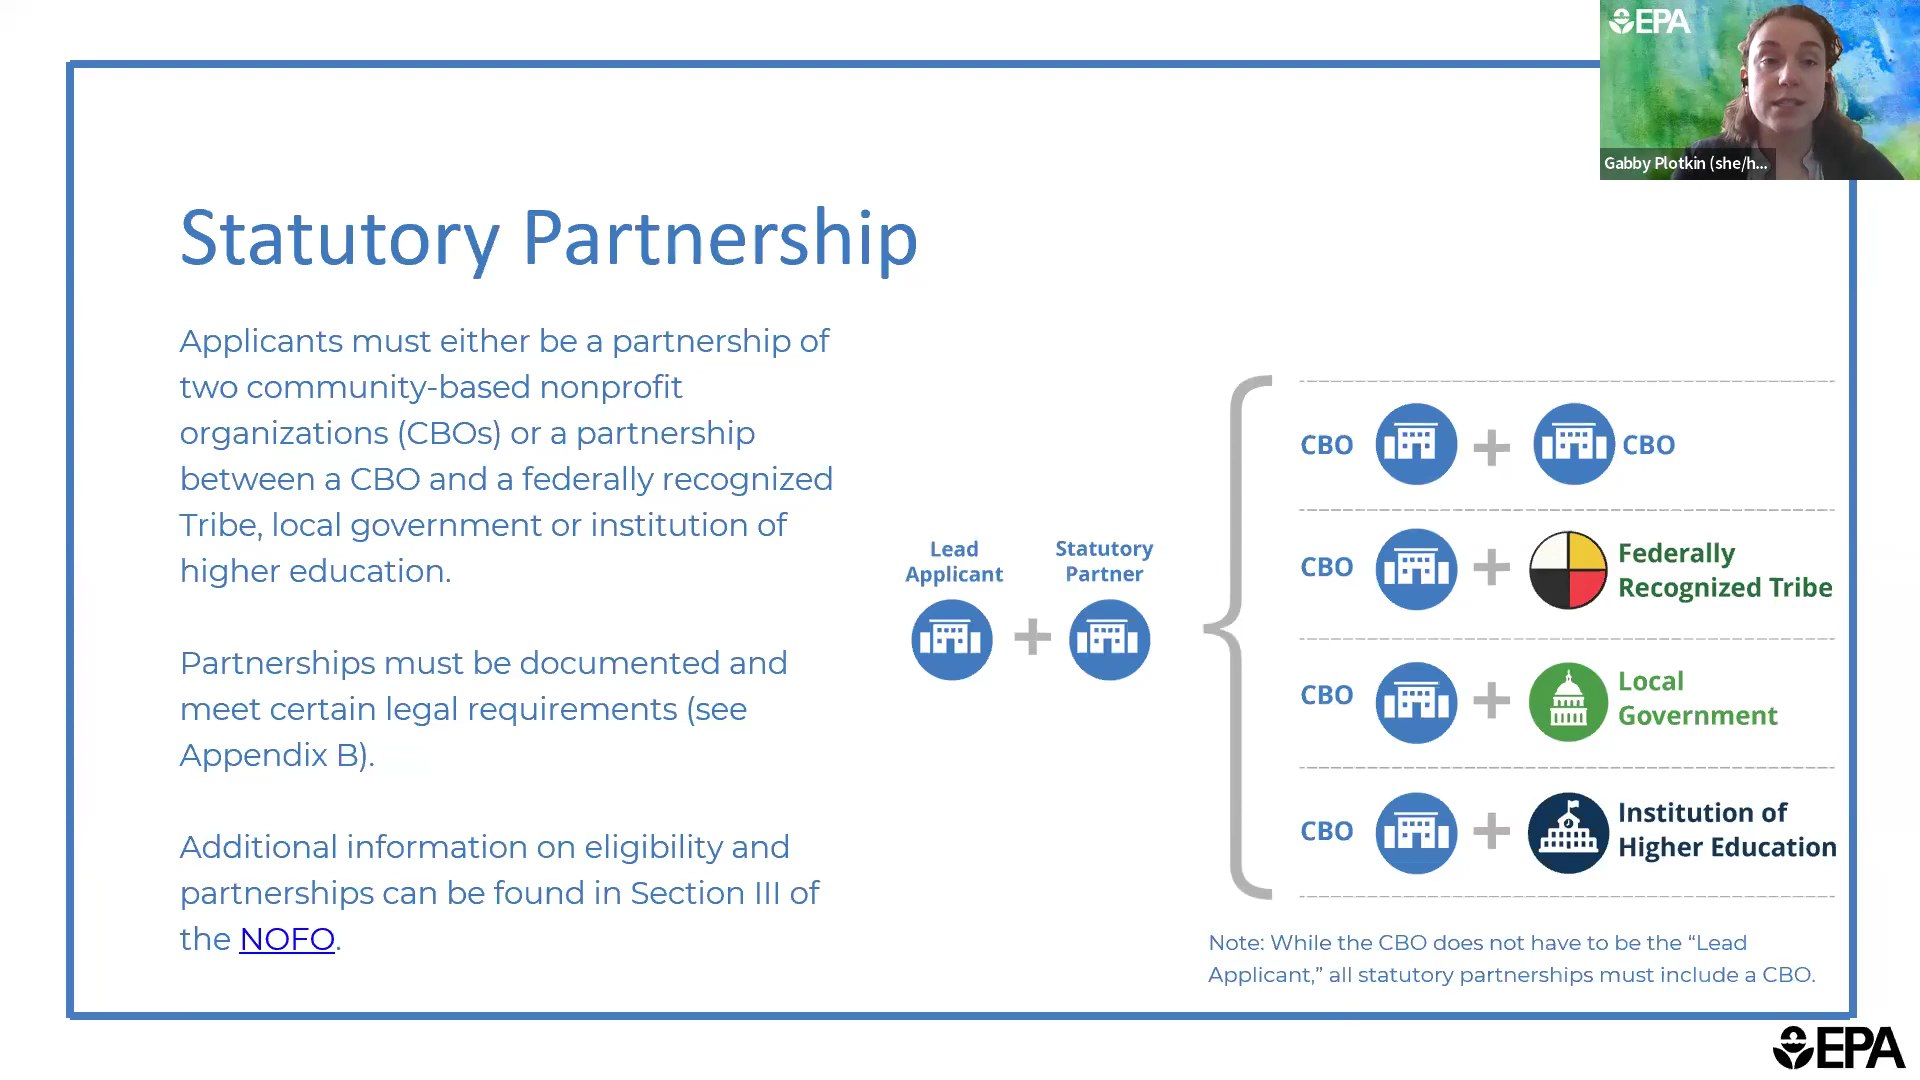 EPA
Gabby Plotkin (she/h...
Statutory Partnership
Applicants must either be a partnership of
two community-based nonprofit
organizations (CBOs) or a partnership
between a CBO and a federally recognized
Tribe, local government or institution of
higher education.
Partnerships must be documented and
meet certain legal requirements (see
Appendix B).
Additional information on eligibility and
partnerships can be found in Section III of
the NOFO.
Lead
Applicant
Statutory
Partner
CBO
CBO
CBO
Federally
Recognized Tribe
CBO
Local
Government
CBO
Institution of
Higher Education
Note: While the CBO does not have to be the “Lead
Applicant,” all statutory partnerships must include a CBO.
EPA